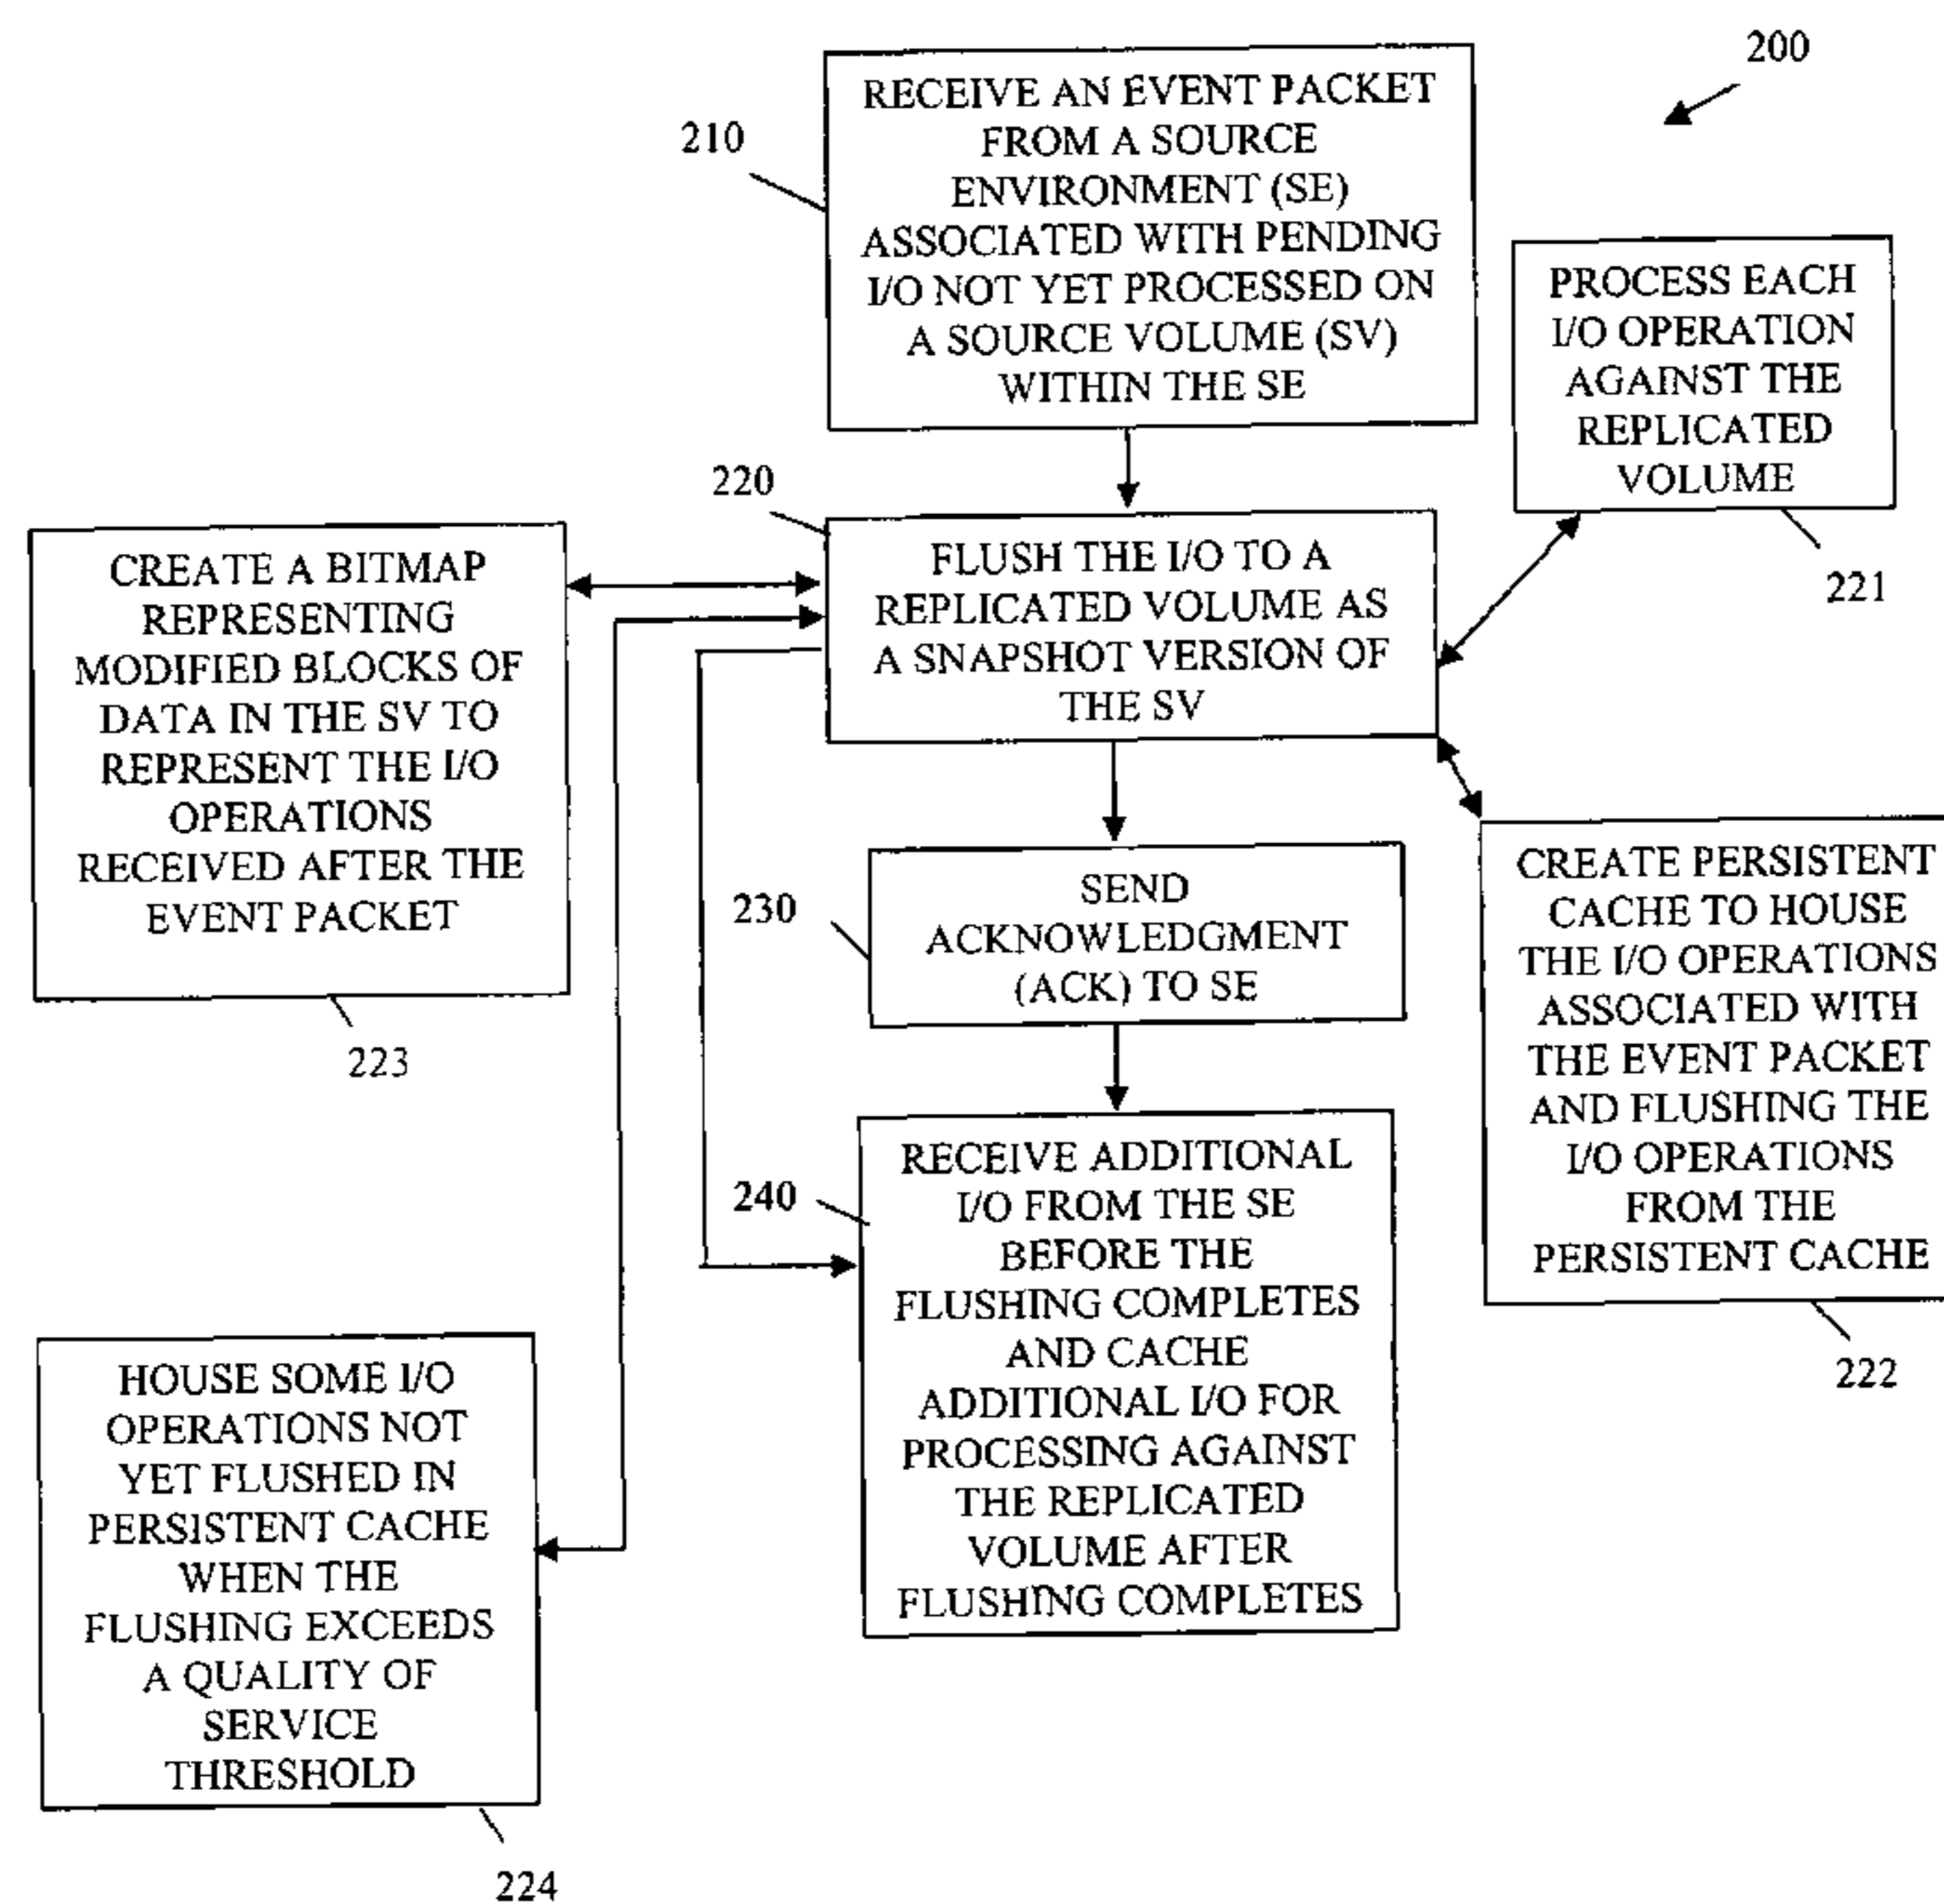 200
210
RECEIVE AN EVENT PACKET
FROM A SOURCE
ENVIRONMENT (SE)
ASSOCIATED WITH PENDING
I/O NOT YET PROCESSED ON
A SOURCE VOLUME (SV)
WITHIN THE SE
PROCESS EACH
I/O OPERATION
AGAINST THE
REPLICATED
VOLUME
221
220
FLUSH THE I/O TO A
REPLICATED VOLUME AS
A SNAPSHOT VERSION OF
THE SV
CREATE A BITMAP
REPRESENTING
MODIFIED BLOCKS OF
DATA IN THE SV TO
REPRESENT THE I/O
OPERATIONS
RECEIVED AFTER THE
EVENT PACKET
223
230
SEND
ACKNOWLEDGMENT
(ACK) TO SE
CREATE PERSISTENT
CACHE TO HOUSE
THE I/O OPERATIONS
ASSOCIATED WITH
THE EVENT PACKET
AND FLUSHING THE
I/O OPERATIONS
FROM THE
PERSISTENT CACHE
222
240
RECEIVE ADDITIONAL
I/O FROM THE SE
BEFORE THE
FLUSHING COMPLETES
AND CACHE
ADDITIONAL I/O FOR
PROCESSING AGAINST
THE REPLICATED
VOLUME AFTER
FLUSHING COMPLETES
HOUSE SOME I/O
OPERATIONS NOT
YET FLUSHED IN
PERSISTENT CACHE
WHEN THE
FLUSHING EXCEEDS
A QUALITY OF
SERVICE
THRESHOLD
224